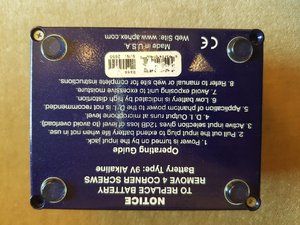 NOTICE
TO REPLACE BATTERY
REMOVE 4 CORNER SCREWS
Battery Type: 9V Alkaline
Operating Guide
1. Power is turned on by the input jack.
2. Pull out the input plug to extend battery life when not in use.
3. Active input selection gives 12dB loss of level (to avoid overload).
4. Output runs at microphone level.
5. Application of phantom power to the D.I. is not recommended.
6. Low battery is indicated by high distortion.
7. Avoid exposing unit to excessive moisture.
8. Refer to manual or web site for complete instructions.
Made in U.S.A.
Web Site: www.aphex.com
CE